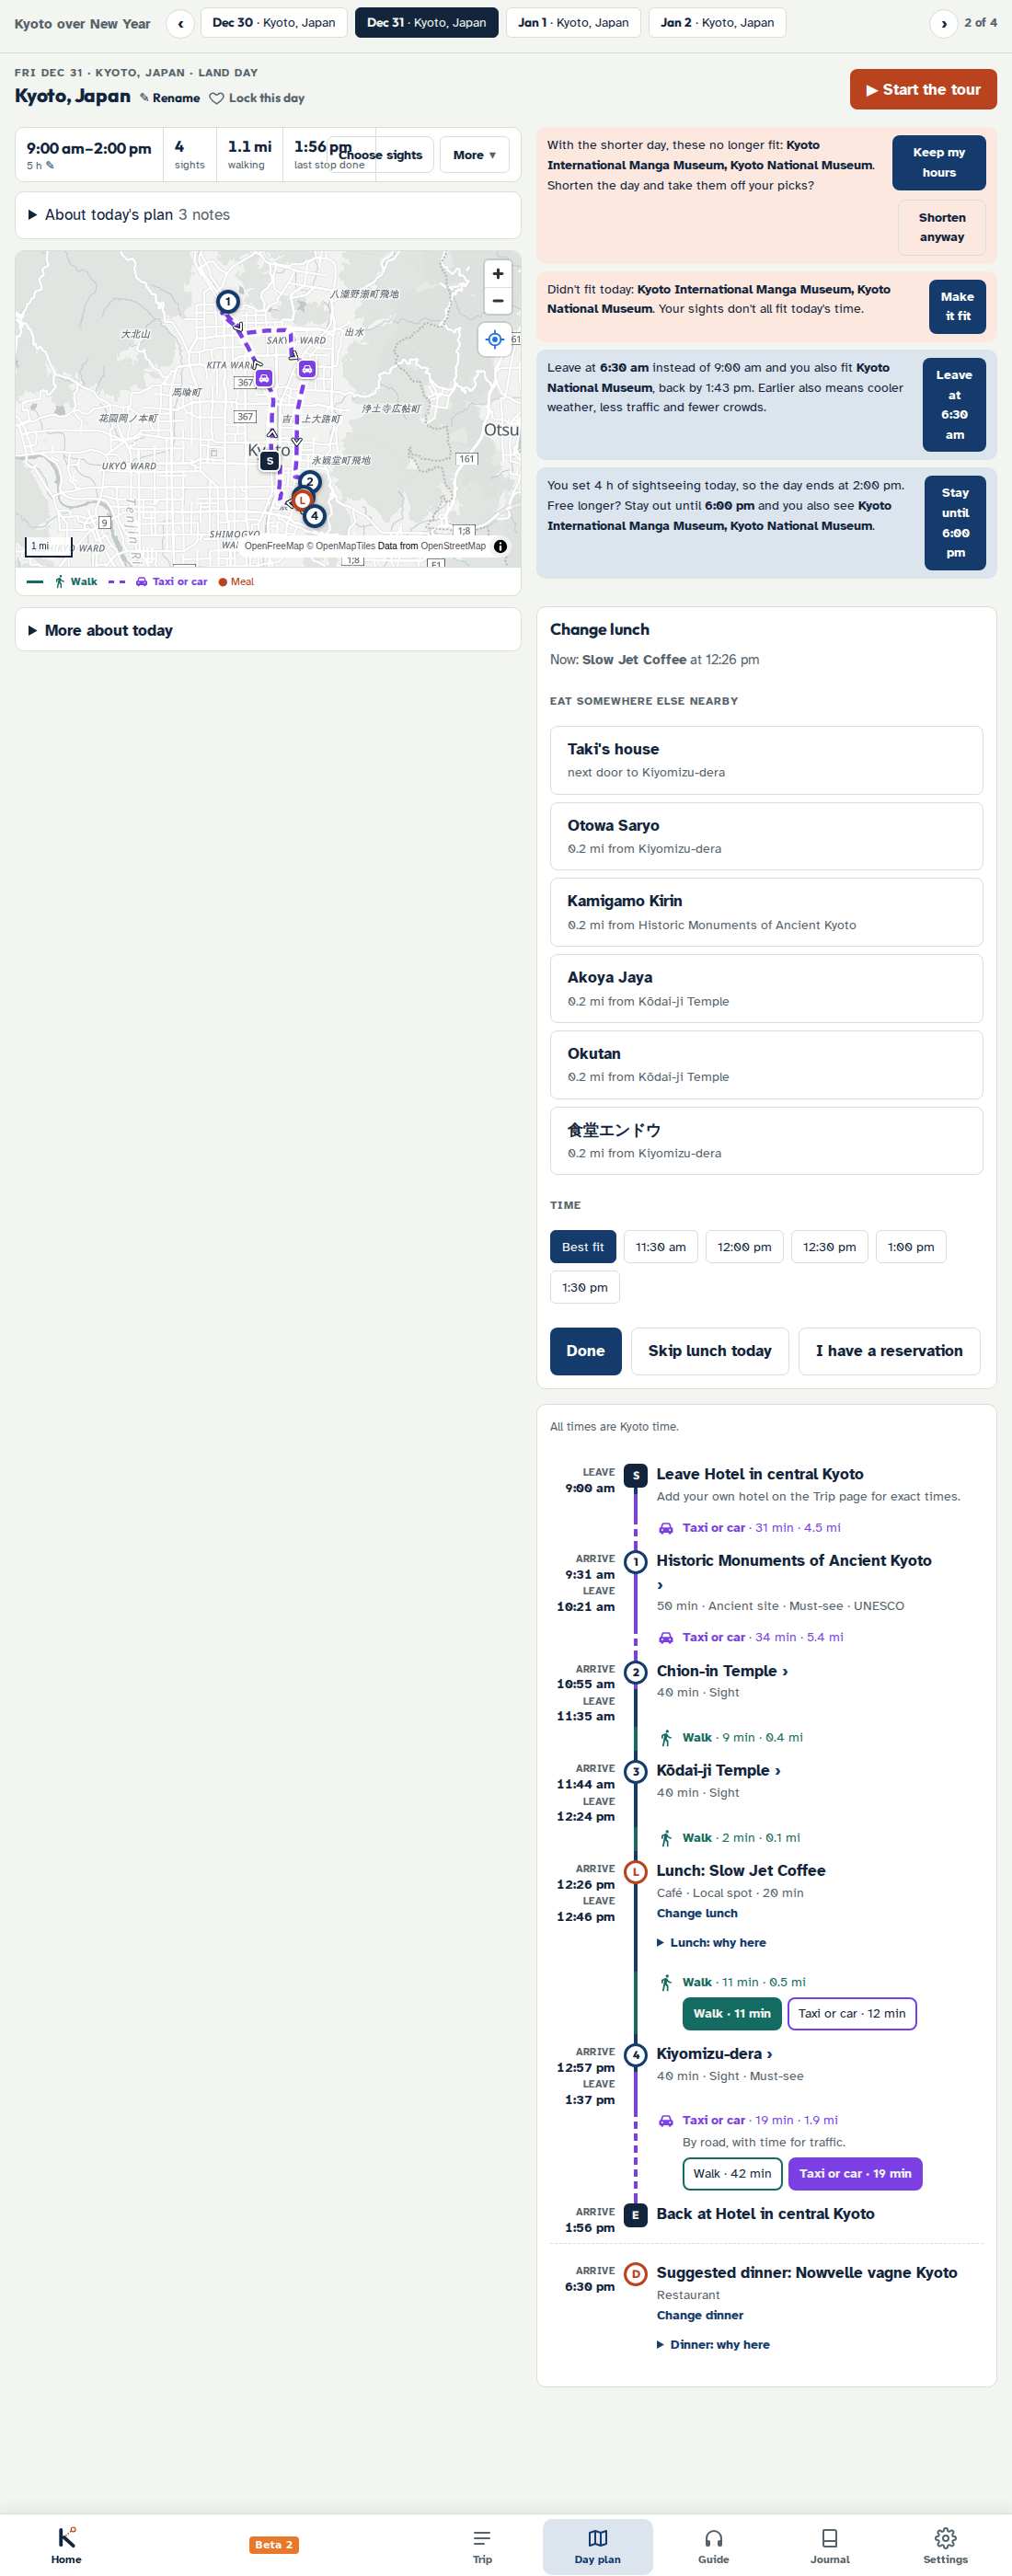 Kyoto over New Year
‹
Dec 30 · Kyoto, Japan
Dec 31 · Kyoto, Japan
Jan 1 · Kyoto, Japan
Jan 2 · Kyoto, Japan
›
2 of 4
FRI DEC 31 · KYOTO, JAPAN · LAND DAY
Kyoto, Japan ✎ Rename Lock this day
▶ Start the tour
9:00 am–2:00 pm
5 h ✎
4
sights
1.1 mi
walking
1:56 pm
last stop done
Choose sights
More ▾
▶ About today's plan 3 notes
八瀬野瀬町飛地
大北山
出水
KITA WARD
367
馬喰町
367
花園岡ノ本町
吉
上大路町
浄土寺広帖町
Otsu
UKYŌ WARD
永観堂町飛地
161
9
SHIMOGYO
1;8
1 mi
WARD
OpenFreeMap © OpenMapTiles Data from OpenStreetMap
1;8
E1
1
2
L
4
S
Walk
Taxi or car
Meal
▶ More about today
With the shorter day, these no longer fit: Kyoto
International Manga Museum, Kyoto National Museum.
Shorten the day and take them off your picks?
Keep my
hours
Shorten
anyway
Didn't fit today: Kyoto International Manga Museum, Kyoto
National Museum. Your sights don't all fit today's time.
Make
it fit
Leave at 6:30 am instead of 9:00 am and you also fit Kyoto
National Museum, back by 1:43 pm. Earlier also means cooler
weather, less traffic and fewer crowds.
Leave
at
6:30
am
You set 4 h of sightseeing today, so the day ends at 2:00 pm.
Free longer? Stay out until 6:00 pm and you also see Kyoto
International Manga Museum, Kyoto National Museum.
Stay
until
6:00
pm
Change lunch
Now: Slow Jet Coffee at 12:26 pm
EAT SOMEWHERE ELSE NEARBY
Taki's house
next door to Kiyomizu-dera
Otowa Saryo
0.2 mi from Kiyomizu-dera
Kamigamo Kirin
0.2 mi from Historic Monuments of Ancient Kyoto
Akoya Jaya
0.2 mi from Kōdai-ji Temple
Okutan
0.2 mi from Kōdai-ji Temple
食堂エンドウ
0.2 mi from Kiyomizu-dera
TIME
Best fit
11:30 am
12:00 pm
12:30 pm
1:00 pm
1:30 pm
Done
Skip lunch today
I have a reservation
All times are Kyoto time.
LEAVE
9:00 am
S
Leave Hotel in central Kyoto
Add your own hotel on the Trip page for exact times.
Taxi or car · 31 min · 4.5 mi
ARRIVE
9:31 am
LEAVE
10:21 am
1
Historic Monuments of Ancient Kyoto
›
50 min · Ancient site · Must-see · UNESCO
Taxi or car · 34 min · 5.4 mi
ARRIVE
10:55 am
LEAVE
11:35 am
2
Chion-in Temple ›
40 min · Sight
Walk · 9 min · 0.4 mi
ARRIVE
11:44 am
LEAVE
12:24 pm
3
Kōdai-ji Temple ›
40 min · Sight
Walk · 2 min · 0.1 mi
ARRIVE
12:26 pm
LEAVE
12:46 pm
L
Lunch: Slow Jet Coffee
Café · Local spot · 20 min
Change lunch
▶ Lunch: why here
Walk · 11 min · 0.5 mi
Walk · 11 min
Taxi or car · 12 min
ARRIVE
12:57 pm
LEAVE
1:37 pm
4
Kiyomizu-dera ›
40 min · Sight · Must-see
Taxi or car · 19 min · 1.9 mi
By road, with time for traffic.
Walk · 42 min
Taxi or car · 19 min
ARRIVE
1:56 pm
E
Back at Hotel in central Kyoto
ARRIVE
6:30 pm
D
Suggested dinner: Nowvelle vagne Kyoto
Restaurant
Change dinner
▶ Dinner: why here
Home
Beta 2
Trip
Day plan
Guide
Journal
Settings